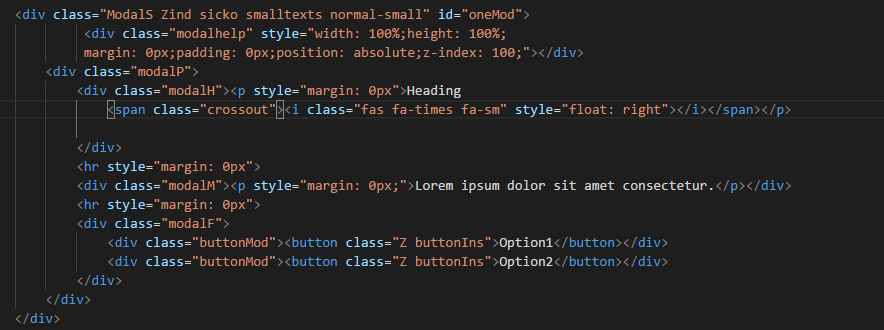 <div class="ModalS Zind sicko smalltexts normal-small" id="oneMod">
<div class="modalhelp" style="width: 100%;height: 100%;
margin: 0px;padding: 0px;position: absolute;z-index: 100;"></div>
<div class="modalP">
<div class="modalH"><p style="margin: 0px">Heading
<span class="crossout"><i class="fas fa-times fa-sm" style="float: right"></i></span></p>
</div>
<hr style="margin: 0px">
<div class="modalM"><p style="margin: 0px;">Lorem ipsum dolor sit amet consectetur.</p></div>
<hr style="margin: 0px">
<div class="modalF">
<div class="buttonMod"><button class="Z buttonIns">Option1</button></div>
<div class="buttonMod"><button class="Z buttonIns">Option2</button></div>
</div>
</div>
</div>